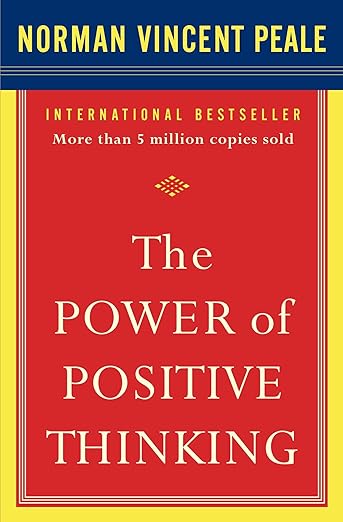 NORMAN VINCENT PEALE
INTERNATIONAL BESTSELLER
More than 5 million copies sold
The
POWER of
POSITIVE
THINKING